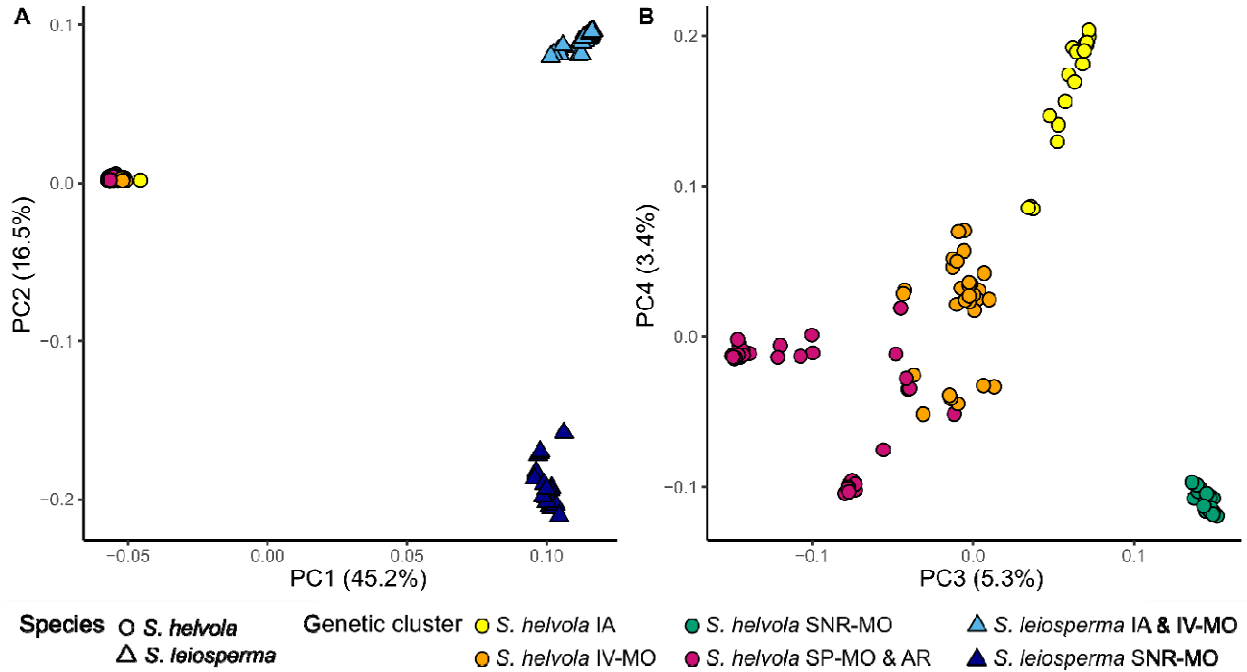 A
B
0.1
0.0
−0.1
−0.2
PC2 (16.5%)
−0.05
0.00
0.05
0.10
PC1 (45.2%)
0.2
0.1
0.0
−0.1
PC4 (3.4%)
−0.1
0.0
0.1
PC3 (5.3%)
Species
S. helvola
S. leiosperma
Genetic cluster
S. helvola IA
S. helvola IV-MO
S. helvola SNR-MO
S. helvola SP-MO & AR
S. leiosperma IA & IV-MO
S. leiosperma SNR-MO